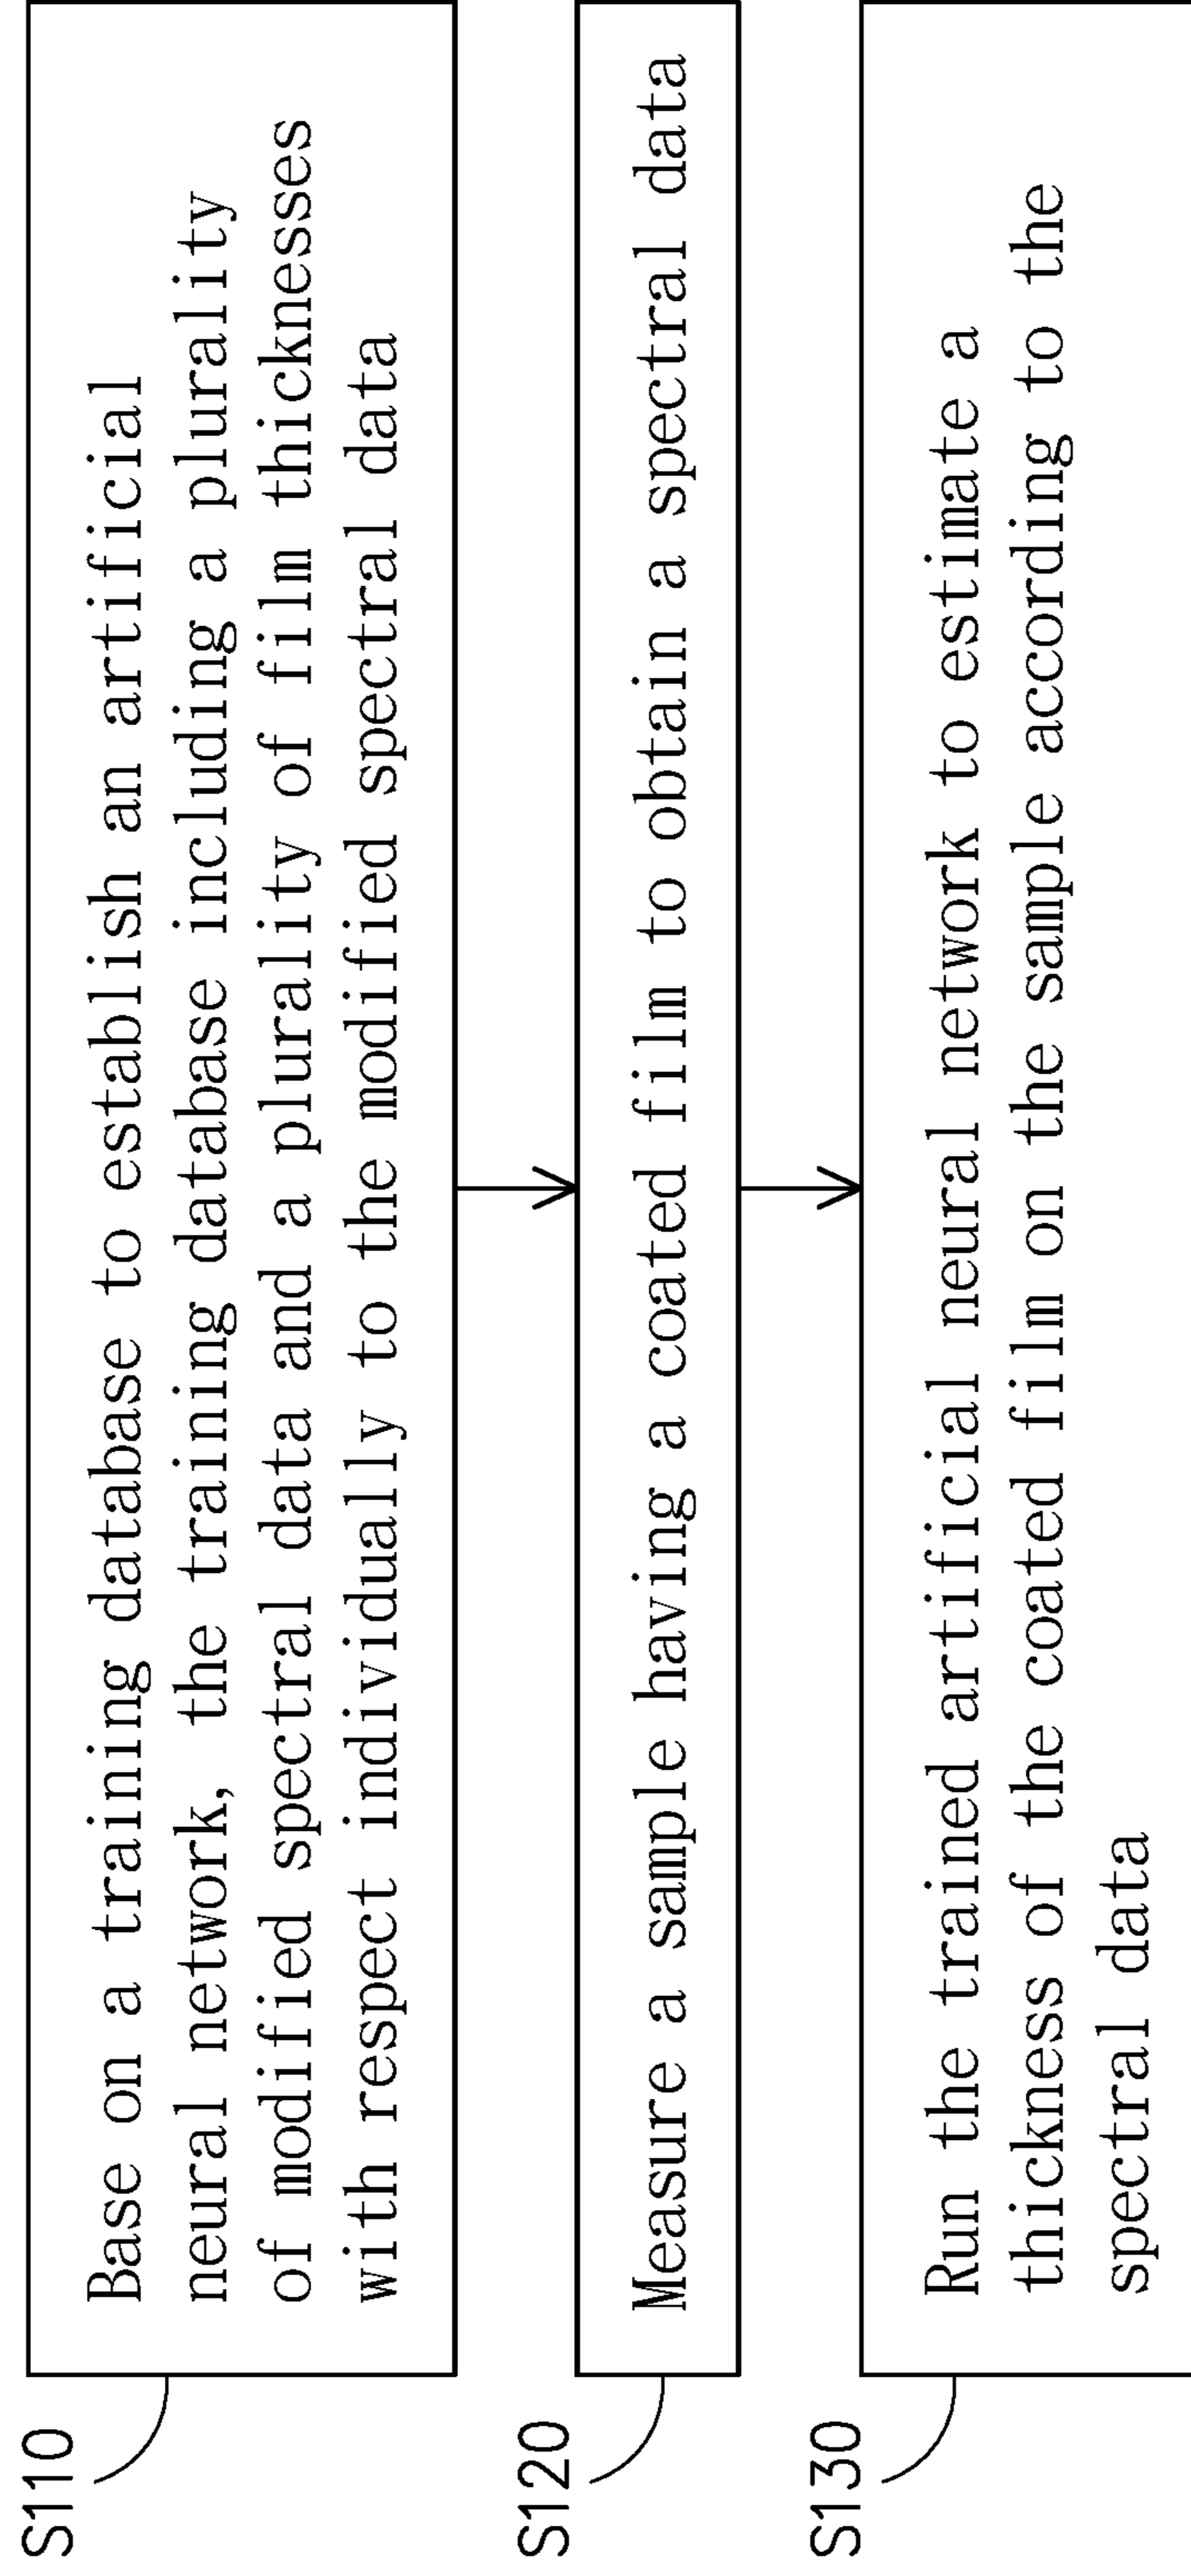 S110
Base on a training database to establish an artificial
neural network, the training database including a plurality
of modified spectral data and a plurality of film thicknesses
with respect individually to the modified spectral data
S120
Measure a sample having a coated film to obtain a spectral data
S130
Run the trained artificial neural network to estimate a
thickness of the coated film on the sample according to the
spectral data